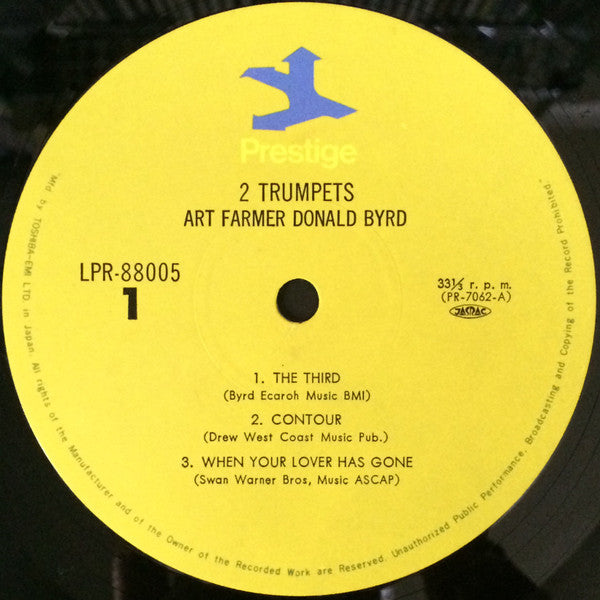 Prestige
2 TRUMPETS
ART FARMER DONALD BYRD
LPR-88005
1
33⅓ r. p. m.
(PR-7062-A)
JASRAC
1. THE THIRD
(Byrd Ecaroh Music BMI)
2. CONTOUR
(Drew West Coast Music Pub.)
3. WHEN YOUR LOVER HAS GONE
(Swan Warner Bros, Music ASCAP)
"Mfd by TOSHIBA-EMI LTD. in Japan. All rights of the Manufacturer and of the Owner of the Recorded Work are Reserved. Unauthorized Public Performance, Broadcasting and Copying of the Record Prohibited."